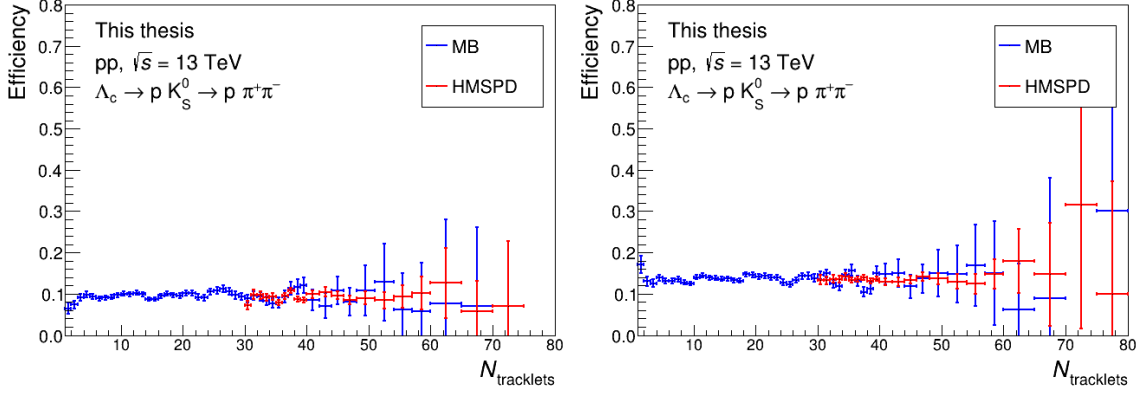 Efficiency
0.8
0.7
0.6
0.5
0.4
0.3
0.2
0.1
0.0
This thesis
pp, √s = 13 TeV
Λc → p K⁰S → p π⁺π⁻
MB
HMSPD
10 20 30 40 50 60 70 80
Ntracklets
Efficiency
0.8
0.7
0.6
0.5
0.4
0.3
0.2
0.1
0.0
This thesis
pp, √s = 13 TeV
Λc → p K⁰S → p π⁺π⁻
MB
HMSPD
10 20 30 40 50 60 70 80
Ntracklets